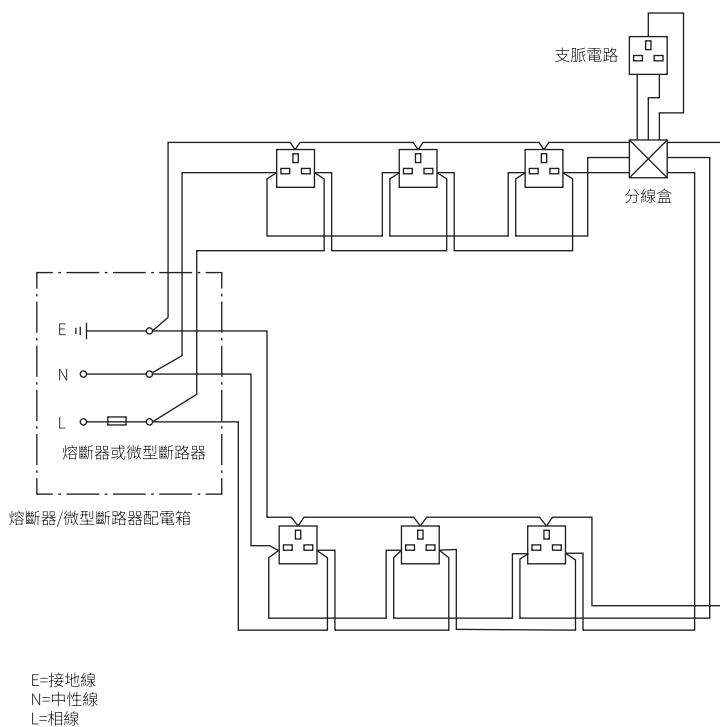 支脈電路
分線盒
E
N
L
熔斷器或微型斷路器
熔斷器/微型斷路器配電箱
E=接地線
N=中性線
L=相線